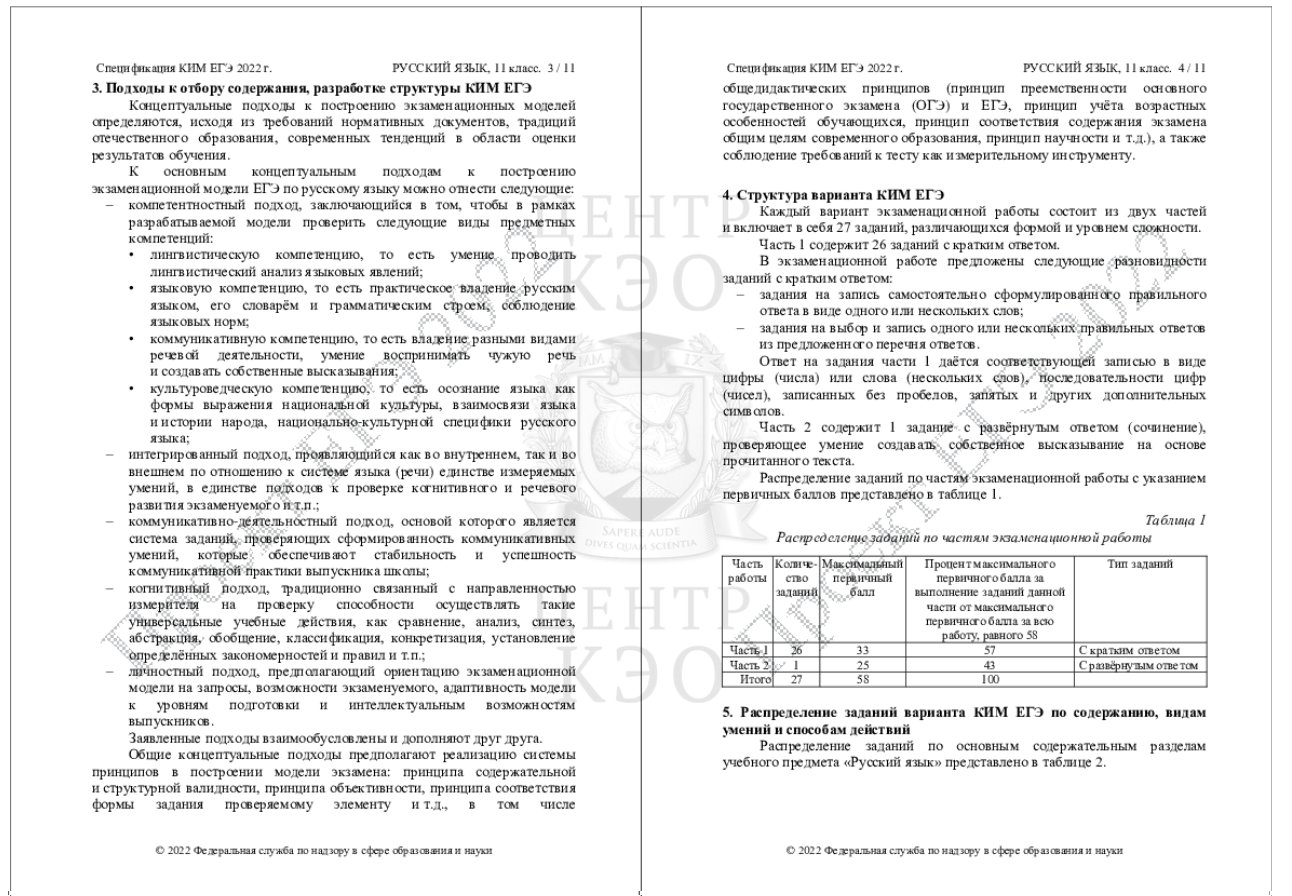 Спецификация КИМ ЕГЭ 2022 г. РУССКИЙ ЯЗЫК, 11 класс. 3 / 11
3. Подходы к отбору содержания, разработке структуры КИМ ЕГЭ
Концептуальные подходы к построению экзаменационных моделей
определяются, исходя из требований нормативных документов, традиций
отечественного образования, современных тенденций в области оценки
результатов обучения.
К основным концептуальным подходам к построению
экзаменационной модели ЕГЭ по русскому языку можно отнести следующие:
– компетентностный подход, заключающийся в том, чтобы в рамках
разрабатываемой модели проверить следующие виды предметных
компетенций:
• лингвистическую компетенцию, то есть умение проводить
лингвистический анализ языковых явлений;
• языковую компетенцию, то есть практическое владение русским
языком, его словарём и грамматическим строем, соблюдение
языковых норм;
• коммуникативную компетенцию, то есть владение разными видами
речевой деятельности, умение воспринимать чужую речь
и создавать собственные высказывания;
• культуроведческую компетенцию, то есть осознание языка как
формы выражения национальной культуры, взаимосвязи языка
и истории народа, национально-культурной специфики русского
языка;
– интегрированный подход, проявляющийся как во внутреннем, так и во
внешнем по отношению к системе языка (речи) единстве измеряемых
умений, в единстве подходов к проверке когнитивного и речевого
развития экзаменуемого и т.п.;
– коммуникативно-деятельностный подход, основой которого является
система заданий, проверяющих сформированность коммуникативных
умений, которые обеспечивают стабильность и успешность
коммуникативной практики выпускника школы;
– когнитивный подход, традиционно связанный с направленностью
измерителя на проверку способности осуществлять такие
универсальные учебные действия, как сравнение, анализ, синтез,
абстракция, обобщение, классификация, конкретизация, установление
определённых закономерностей и правил и т.п.;
– личностный подход, предполагающий ориентацию экзаменационной
модели на запросы, возможности экзаменуемого, адаптивность модели
к уровням подготовки и интеллектуальным возможностям
выпускников.
Заявленные подходы взаимообусловлены и дополняют друг друга.
Общие концептуальные подходы предполагают реализацию системы
принципов в построении модели экзамена: принципа содержательной
и структурной валидности, принципа объективности, принципа соответствия
формы задания проверяемому элементу и т.д., в том числе
© 2022 Федеральная служба по надзору в сфере образования и науки
Спецификация КИМ ЕГЭ 2022 г. РУССКИЙ ЯЗЫК, 11 класс. 4 / 11
общедидактических принципов (принцип преемственности основного
государственного экзамена (ОГЭ) и ЕГЭ, принцип учёта возрастных
особенностей обучающихся, принцип соответствия содержания экзамена
общим целям современного образования, принцип научности и т.д.), а также
соблюдение требований к тесту как измерительному инструменту.
4. Структура варианта КИМ ЕГЭ
Каждый вариант экзаменационной работы состоит из двух частей
и включает в себя 27 заданий, различающихся формой и уровнем сложности.
Часть 1 содержит 26 заданий с кратким ответом.
В экзаменационной работе предложены следующие разновидности
заданий с кратким ответом:
– задания на запись самостоятельно сформулированного правильного
ответа в виде одного или нескольких слов;
– задания на выбор и запись одного или нескольких правильных ответов
из предложенного перечня ответов.
Ответ на задания части 1 даётся соответствующей записью в виде
цифры (числа) или слова (нескольких слов), последовательности цифр
(чисел), записанных без пробелов, запятых и других дополнительных
символов.
Часть 2 содержит 1 задание с развёрнутым ответом (сочинение),
проверяющее умение создавать собственное высказывание на основе
прочитанного текста.
Распределение заданий по частям экзаменационной работы с указанием
первичных баллов представлено в таблице 1.
Таблица 1
Распределение заданий по частям экзаменационной работы
Часть работы Количе-ство заданий Максимальный первичный балл Процент максимального первичного балла за выполнение заданий данной части от максимального первичного балла за всю работу, равного 58 Тип заданий
Часть 1 26 33 57 С кратким ответом
Часть 2 1 25 43 С развёрнутым ответом
Итого 27 58 100
5. Распределение заданий варианта КИМ ЕГЭ по содержанию, видам
умений и способам действий
Распределение заданий по основным содержательным разделам
учебного предмета «Русский язык» представлено в таблице 2.
© 2022 Федеральная служба по надзору в сфере образования и науки
Проект ЕГЭ 2022
Проект ЕГЭ 2022
ЦЕНТР
КЭО
MM IX
SAPERE AUDE
DIVES QUAM SCIENTIA
ЦЕНТР
КЭО